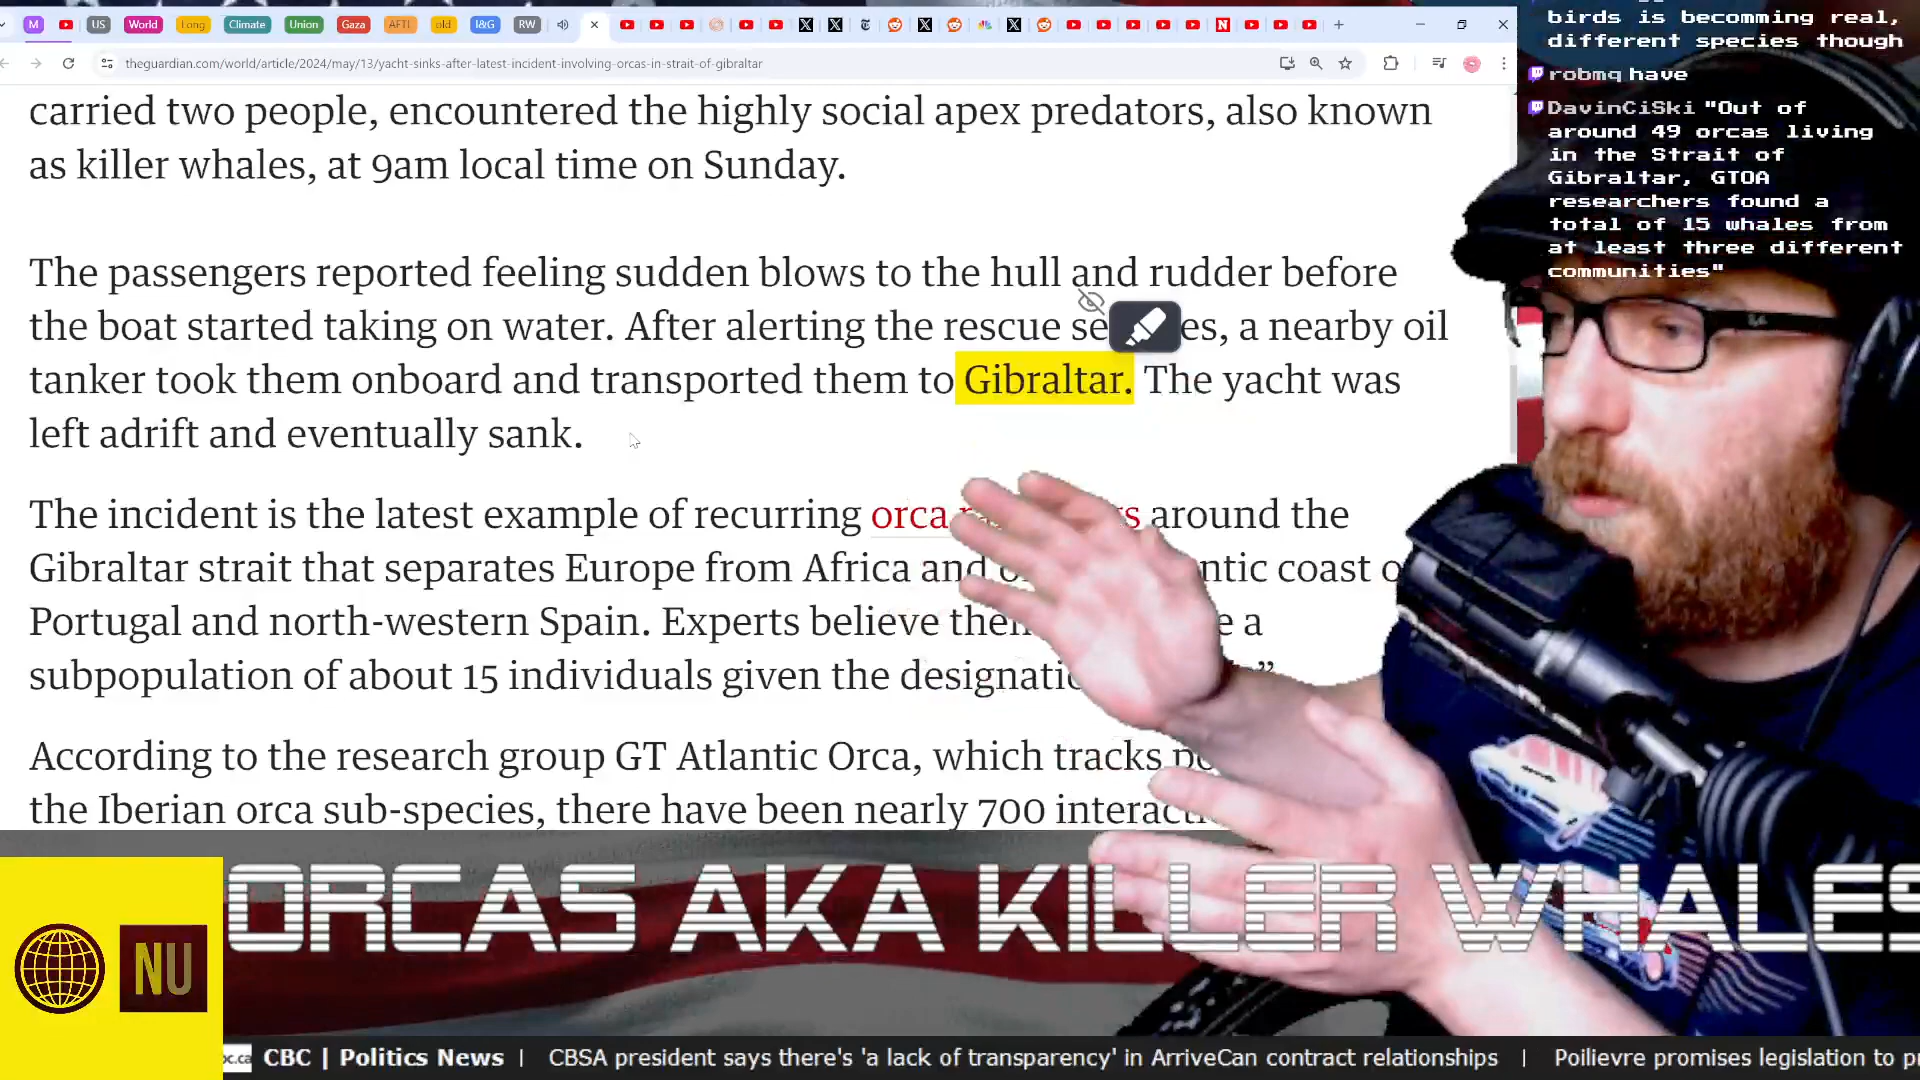 M
US
World
Long
Climate
Union
Gaza
AFTL
old
I&G
RW
theguardian.com/world/article/2024/may/13/yacht-sinks-after-latest-incident-involving-orcas-in-strait-of-gibraltar
carried two people, encountered the highly social apex predators, also known
as killer whales, at 9am local time on Sunday.
The passengers reported feeling sudden blows to the hull and rudder before
the boat started taking on water. After alerting the rescue se es, a nearby oil
tanker took them onboard and transported them to Gibraltar. The yacht was
left adrift and eventually sank.
The incident is the latest example of recurring orca around the
Gibraltar strait that separates Europe from Africa and coast
Portugal and north-western Spain. Experts believe a
subpopulation of about 15 individuals given the
According to the research group GT Atlantic Orca, which tracks
the Iberian orca sub-species, there have been nearly 700
birds is becomming real,
different species though
robmq have
DavinCiSki "Out of
around 49 orcas living
in the Strait of
Gibraltar, GTOA
researchers found a
total of 15 whales from
at least three different
communities"
ORCAS AKA KILLER WHALES
NU
CBC | Politics News | CBSA president says there's 'a lack of transparency' in ArriveCan contract relationships | Poilievre promises legislation to